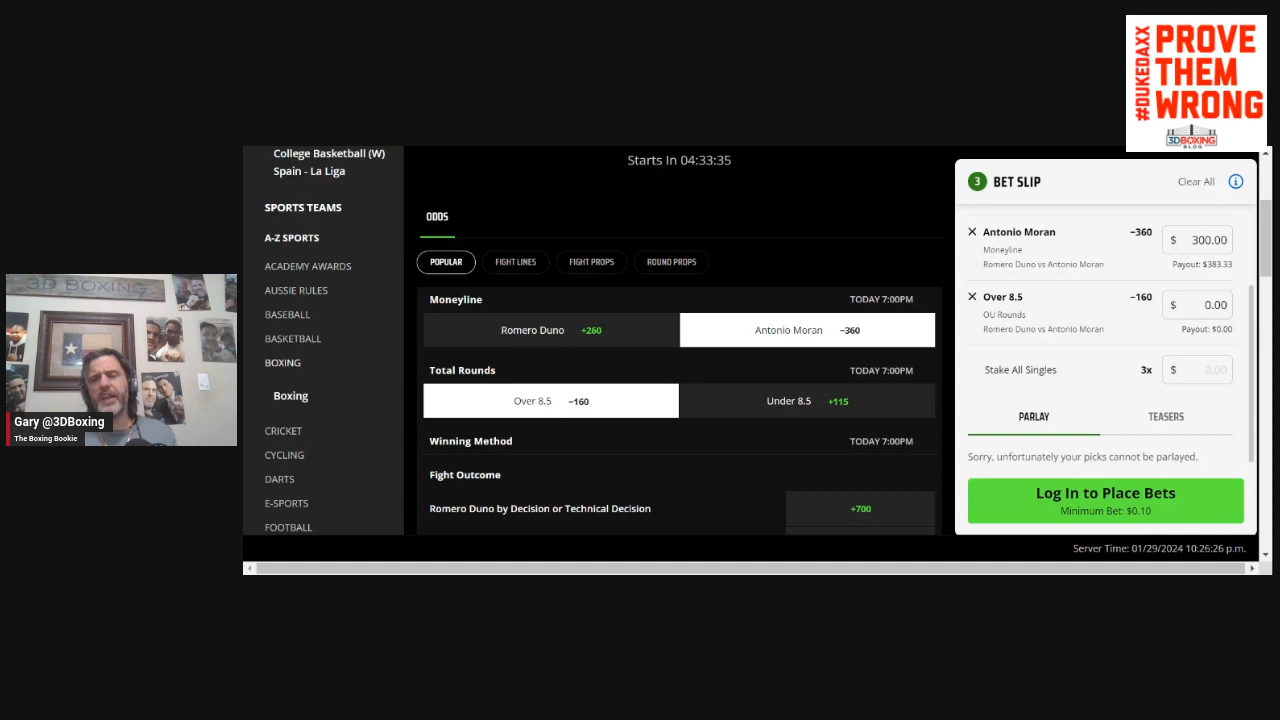 #DUKEDAXX
PROVE
THEM
WRONG
3DBOXING
BLOG
College Basketball (W)
Spain - La Liga
SPORTS TEAMS
A-Z SPORTS
ACADEMY AWARDS
AUSSIE RULES
BASEBALL
BASKETBALL
BOXING
Boxing
CRICKET
CYCLING
DARTS
E-SPORTS
FOOTBALL
Starts In 04:33:35
ODDS
POPULAR
FIGHT LINES
FIGHT PROPS
ROUND PROPS
Moneyline TODAY 7:00PM
Romero Duno +260 Antonio Moran −360
Total Rounds TODAY 7:00PM
Over 8.5 −160 Under 8.5 +115
Winning Method TODAY 7:00PM
Fight Outcome
Romero Duno by Decision or Technical Decision +700
3 BET SLIP Clear All
Antonio Moran −360 $ 300.00
Moneyline
Romero Duno vs Antonio Moran Payout: $383.33
Over 8.5 −160 $ 0.00
OU Rounds
Romero Duno vs Antonio Moran Payout: $0.00
Stake All Singles 3x $ 0.00
PARLAY TEASERS
Sorry, unfortunately your picks cannot be parlayed.
Log In to Place Bets
Minimum Bet: $0.10
Server Time: 01/29/2024 10:26:26 p.m.
3D BOXING
Gary @3DBoxing
The Boxing Bookie